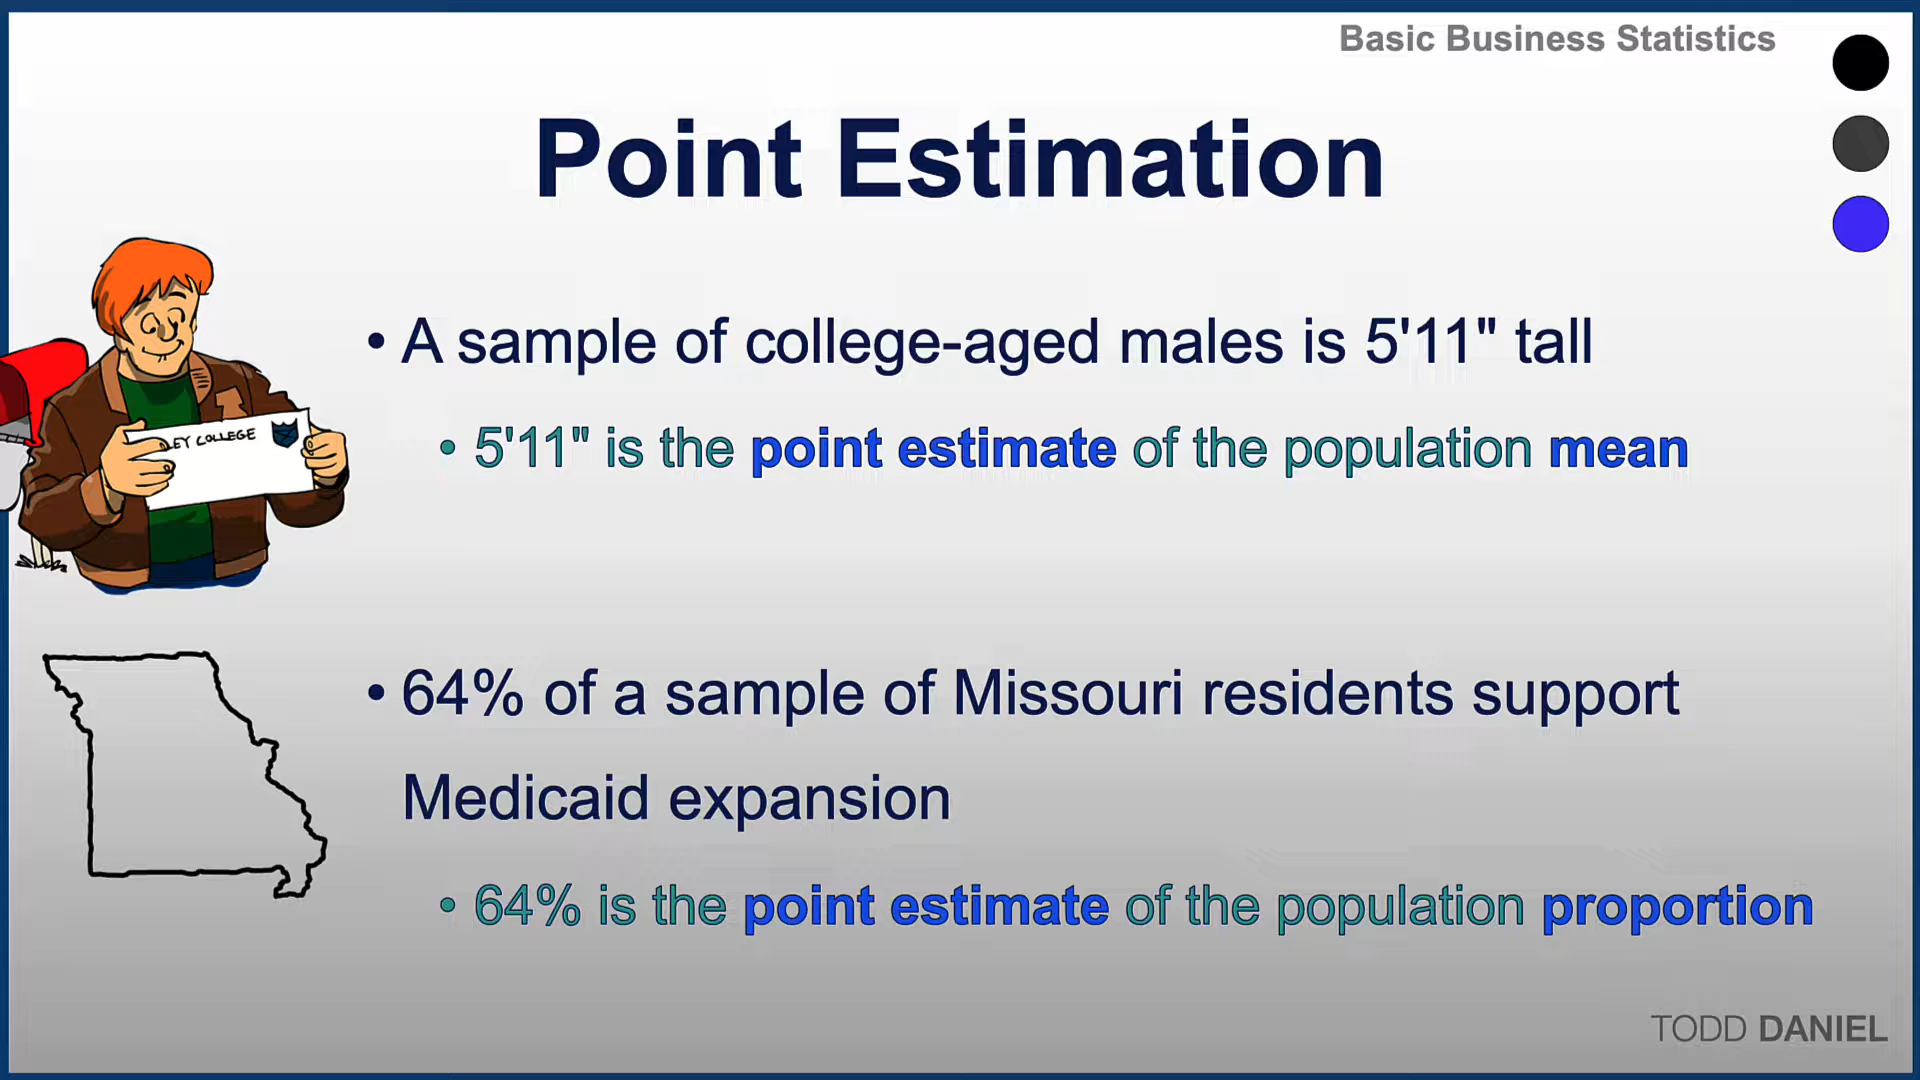 Basic Business Statistics
Point Estimation
• A sample of college-aged males is 5'11" tall
• 5'11" is the point estimate of the population mean
LEY COLLEGE
• 64% of a sample of Missouri residents support
Medicaid expansion
• 64% is the point estimate of the population proportion
TODD DANIEL